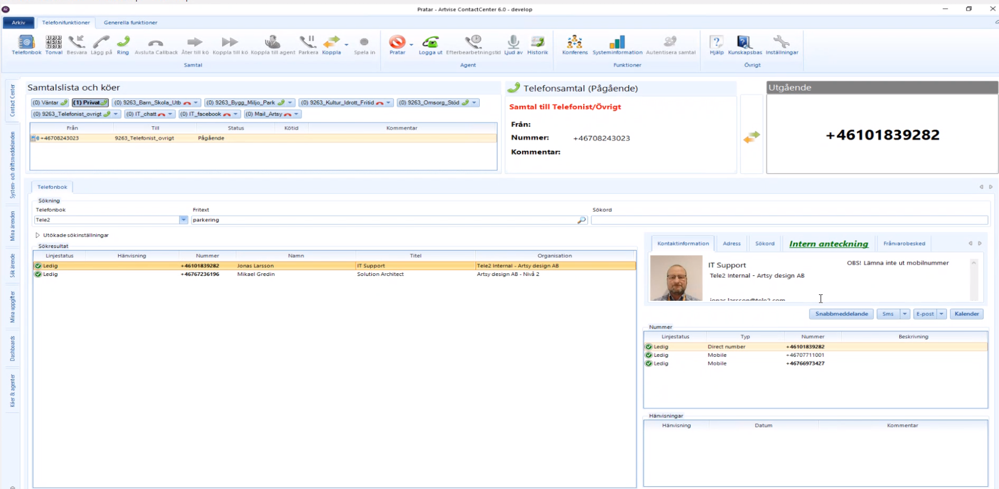 Pratar - Artvise ContactCenter 6.0 - develop
Arkiv Telefonifunktioner Generella funktioner
Telefonbok Tonval Besvara Lägg på Ring Avsluta Callback Åter till kö Koppla till kö Koppla till agent Parkera Koppla Spela in Pratar Logga ut Efterbearbetningstid Ljud av Historik Konferens Systeminformation Autentisera samtal Hjälp Kunskapsbas Inställningar
Samtal Agent Funktioner Övrigt
Contact Center
System- och driftsmeddelanden
Mina ärenden
Sök ärende
Mina uppgifter
Dashboards
Köer & agenter
Samtalslista och köer
(0) Väntar (1) Privat (0) 9263_Barn_Skola_Utb (0) 9263_Bygg_Miljo_Park (0) 9263_Kultur_Idrott_Fritid (0) 9263_Omsorg_Stöd
(0) 9263_Telefonist_ovrigt (0) IT_chatt (0) IT_facebook (0) Mail_Artsy
Från Till Status Kötid Kommentar
+46708243023 9263_Telefonist_ovrigt Pågående
Telefonsamtal (Pågående)
Samtal till Telefonist/Övrigt
Från:
Nummer: +46708243023
Kommentar:
Utgående
+46101839282
Telefonbok
Sökning
Telefonbok Fritext Sökord
Tele2 parkering
Utökade sökinställningar
Sökresultat
Linjestatus Hänvisning Nummer Namn Titel Organisation
Ledig +46101839282 Jonas Larsson IT Support Tele2 Internal - Artsy design AB
Ledig +46767236196 Mikael Gredin Solution Architect Artsy design AB - Nivå 2
Kontaktinformation Adress Sökord Intern anteckning Frånvarobesked
IT Support OBS! Lämna inte ut mobilnummer
Tele2 Internal - Artsy design AB
jonas.larsson@tele2.com
Snabbmeddelande Sms E-post Kalender
Nummer
Linjestatus Typ Nummer Beskrivning
Ledig Direct number +46101839282
Ledig Mobile +46707711001
Ledig Mobile +46766973427
Hänvisningar
Hänvisning Datum Kommentar